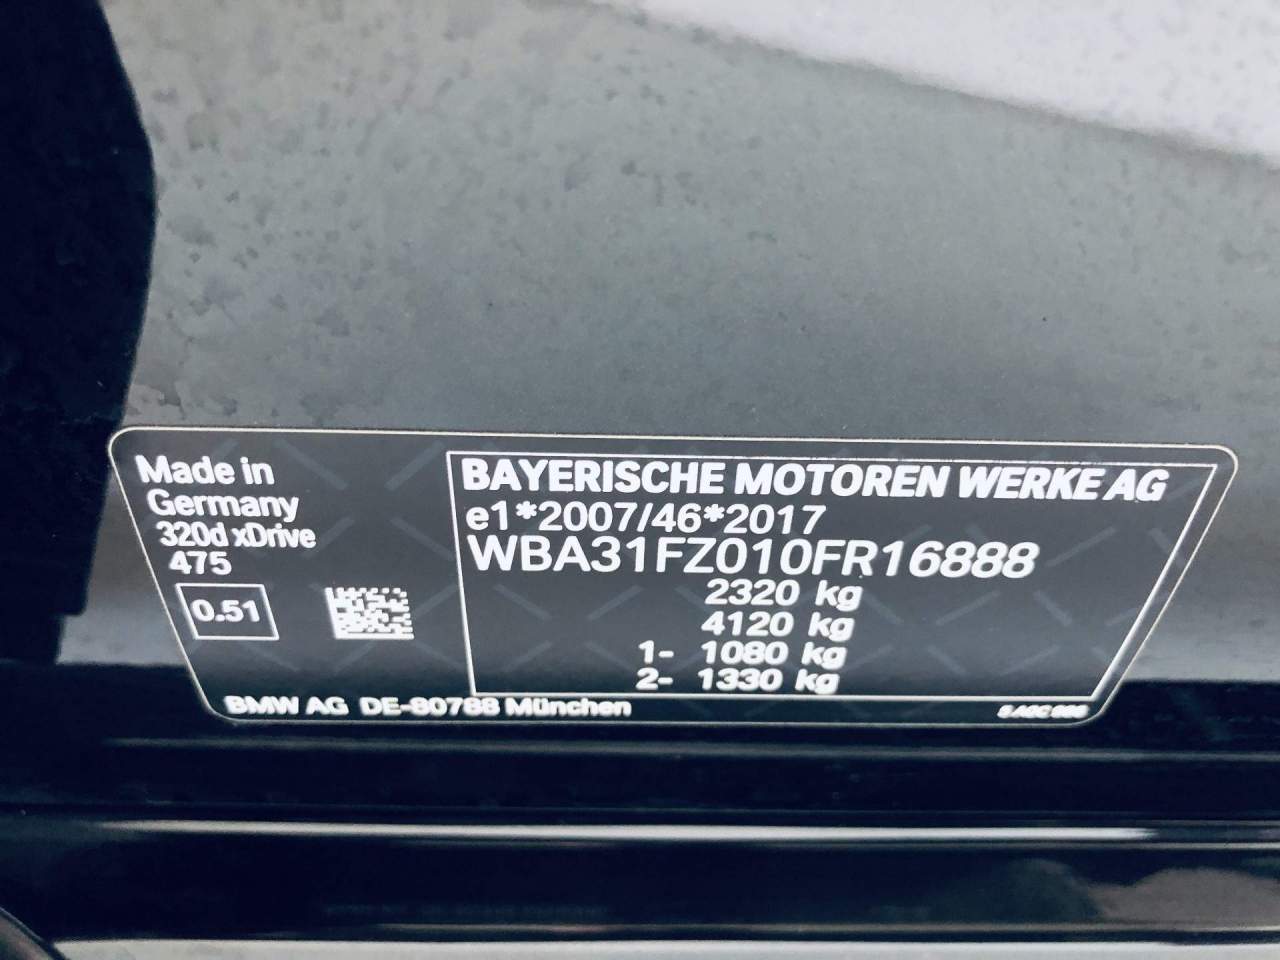 Made in
Germany
320d xDrive
475
0.51
BAYERISCHE MOTOREN WERKE AG
e1*2007/46*2017
WBA31FZ010FR16888
2320 kg
4120 kg
1- 1080 kg
2- 1330 kg
BMW AG DE-80788 München